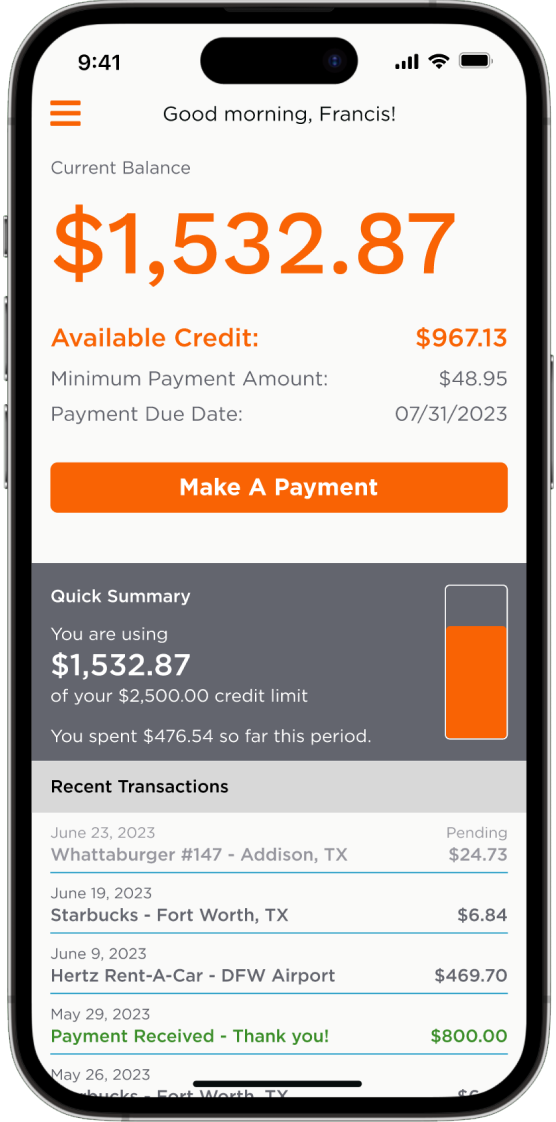 9:41
Good morning, Francis!
Current Balance
$1,532.87
Available Credit: $967.13
Minimum Payment Amount: $48.95
Payment Due Date: 07/31/2023
Make A Payment
Quick Summary
You are using
$1,532.87
of your $2,500.00 credit limit
You spent $476.54 so far this period.
Recent Transactions
June 23, 2023 Pending
Whattaburger #147 - Addison, TX $24.73
June 19, 2023
Starbucks - Fort Worth, TX $6.84
June 9, 2023
Hertz Rent-A-Car - DFW Airport $469.70
May 29, 2023
Payment Received - Thank you! $800.00
May 26, 2023
Fort Worth, TX